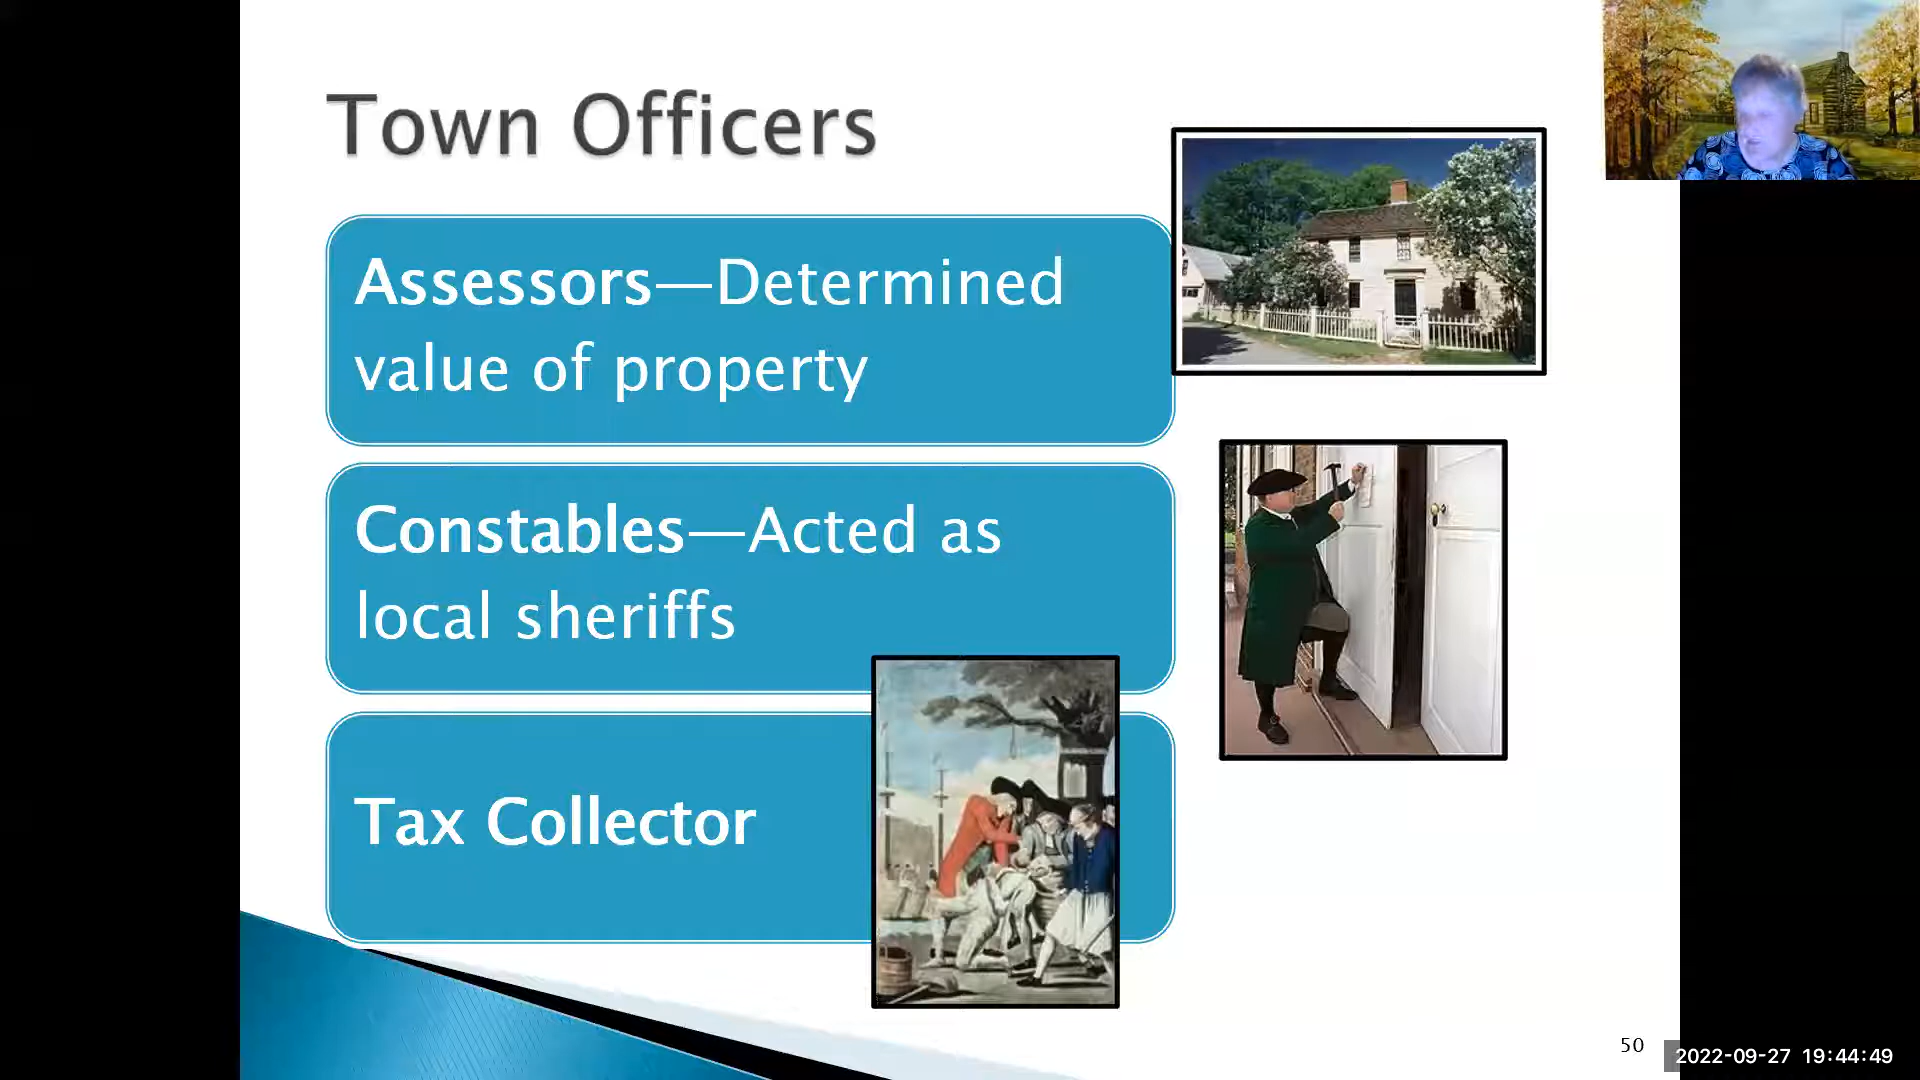 Town Officers
Assessors—Determined
value of property
Constables—Acted as
local sheriffs
Tax Collector
50
2022-09-27 19:44:49